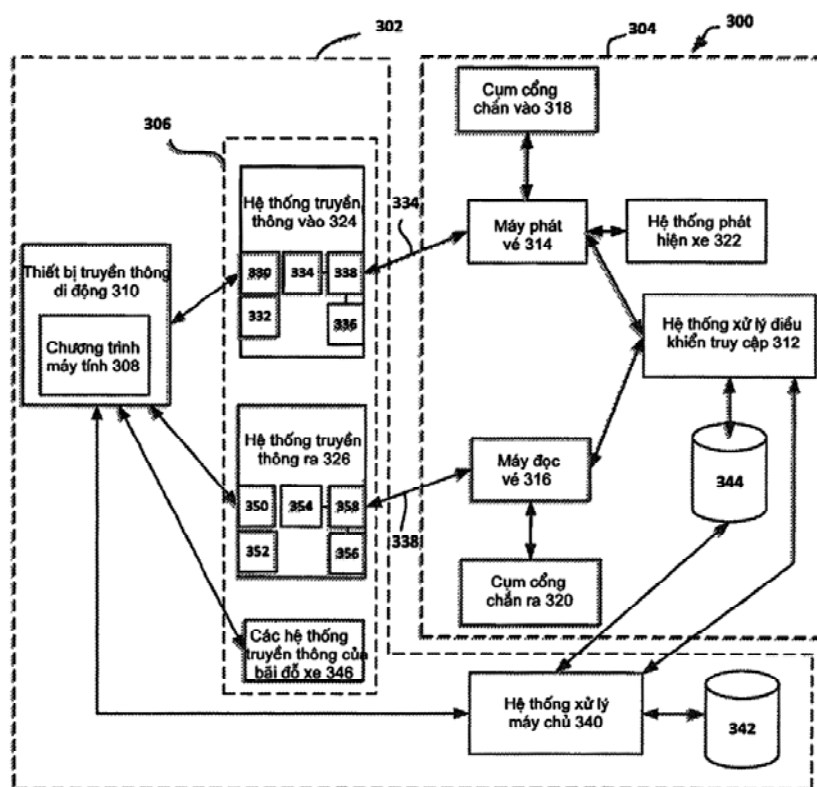 302
304
300
Cụm cổng
chắn vào 318
306
Hệ thống truyền
thông vào 324
334
Máy phát
vé 314
Hệ thống phát
hiện xe 322
Thiết bị truyền thông
di động 310
330
334
338
332
336
Chương trình
máy tính 308
Hệ thống xử lý điều
khiển truy cập 312
Hệ thống truyền
thông ra 326
Máy đọc
vé 316
344
350
354
358
338
352
356
Cụm cổng
chắn ra 320
Các hệ thống
truyền thông của
bãi đỗ xe 346
Hệ thống xử lý
máy chủ 340
342